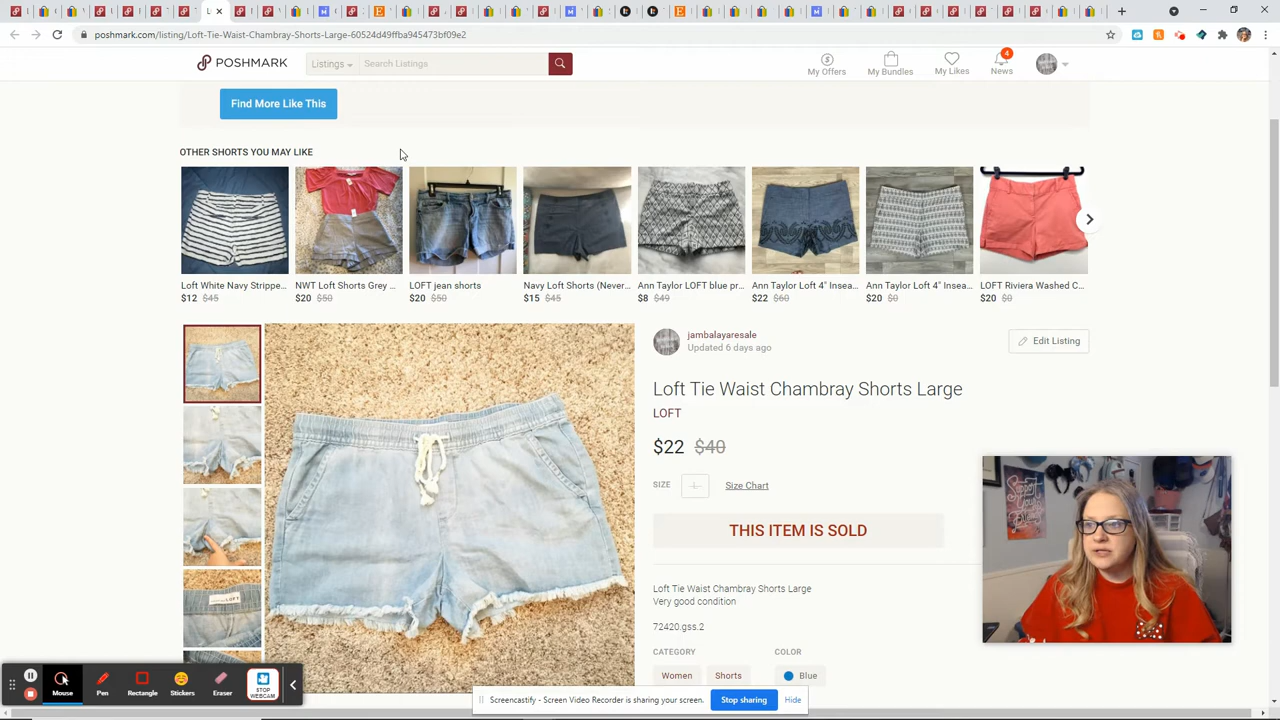 poshmark.com/listing/Loft-Tie-Waist-Chambray-Shorts-Large-60524d49ffba945473bf09e2
POSHMARK
Listings
Search Listings
My Offers
My Bundles
My Likes
4
News
Find More Like This
OTHER SHORTS YOU MAY LIKE
Loft White Navy Strippe...
$12 $45
NWT Loft Shorts Grey ...
$20 $50
LOFT jean shorts
$20 $50
Navy Loft Shorts (Never...
$15 $45
Ann Taylor LOFT blue pr...
$8 $49
Ann Taylor Loft 4" Insea...
$22 $60
Ann Taylor Loft 4" Insea...
$20 $0
LOFT Riviera Washed C...
$20 $0
jambalayaresale
Updated 6 days ago
Edit Listing
Loft Tie Waist Chambray Shorts Large
LOFT
$22 $40
SIZE
L
Size Chart
THIS ITEM IS SOLD
Loft Tie Waist Chambray Shorts Large
Very good condition
72420.gss.2
CATEGORY
COLOR
Women
Shorts
Blue
LOFT
Support
Your
Mouse
Pen
Rectangle
Stickers
Eraser
STOP
WEBCAM
Screencastify - Screen Video Recorder is sharing your screen.
Stop sharing
Hide